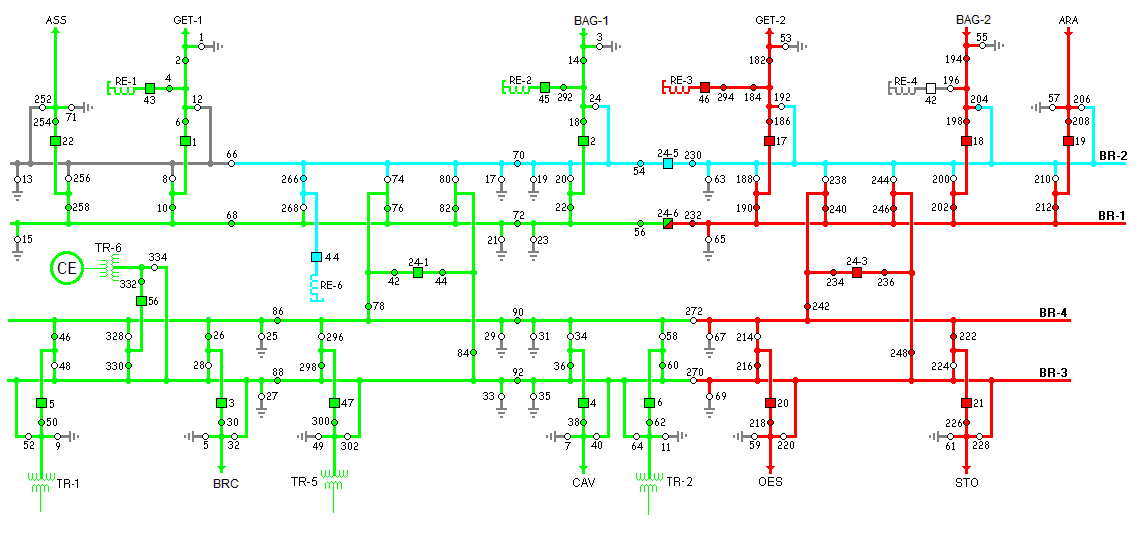 ASS GET-1 BAG-1 GET-2 BAG-2 ARA
1 3 53 55
2 14 182 194
RE-1 4 RE-2 RE-3 RE-4 196
43 45 292 46 294 184 42
252 71 12 24 192 204 57 206
254 6 18 186 198 208
22 1 2 17 18 19
66 70 24-5 230 BR-2
54
13 256 8 266 74 80 17 19 20 63 188 238 244 200 210
258 10 268 76 82 22 190 240 246 202 212
68 72 24-6 232 BR-1
56
15 21 23 65
TR-6 334 44 24-1 24-3
CE 332 42 44 234 236
56 RE-6
78 242
86 90 272 BR-4
46 328 26 25 296 29 31 34 58 67 214 222
84 248
48 330 28 298 36 60 216 224
88 92 270 BR-3
27 33 35 69
5 3 47 4 6 20 21
50 30 300 38 62 218 226
52 9 5 32 49 302 7 40 64 11 59 220 61 228
TR-1 BRC TR-5 CAV TR-2 OES STO